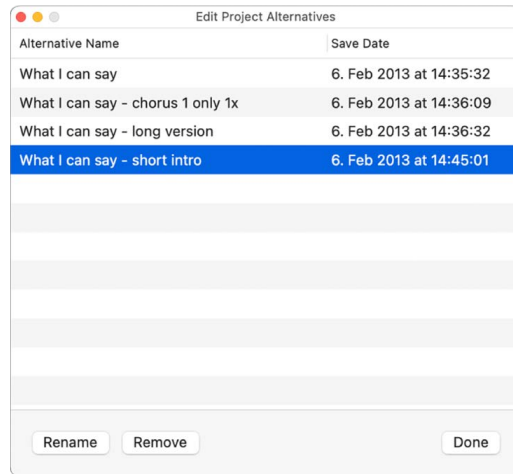 Edit Project Alternatives
Alternative Name Save Date
What I can say 6. Feb 2013 at 14:35:32
What I can say - chorus 1 only 1x 6. Feb 2013 at 14:36:09
What I can say - long version 6. Feb 2013 at 14:36:32
What I can say - short intro 6. Feb 2013 at 14:45:01
Rename Remove Done